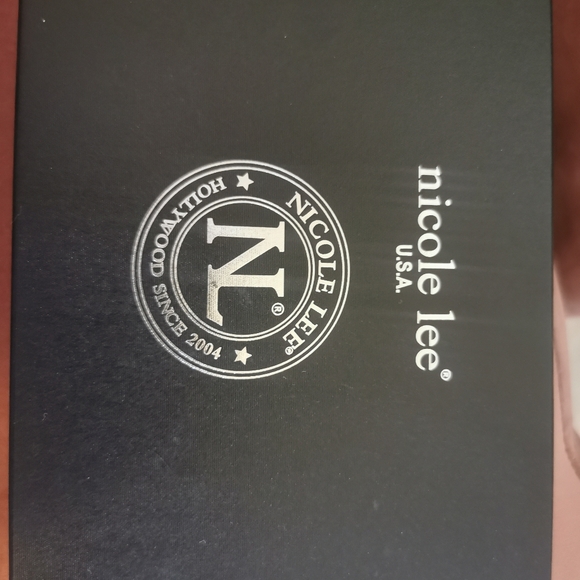 nicole lee®
U.S.A.
NICOLE LEE®
NL®
HOLLYWOOD SINCE 2004